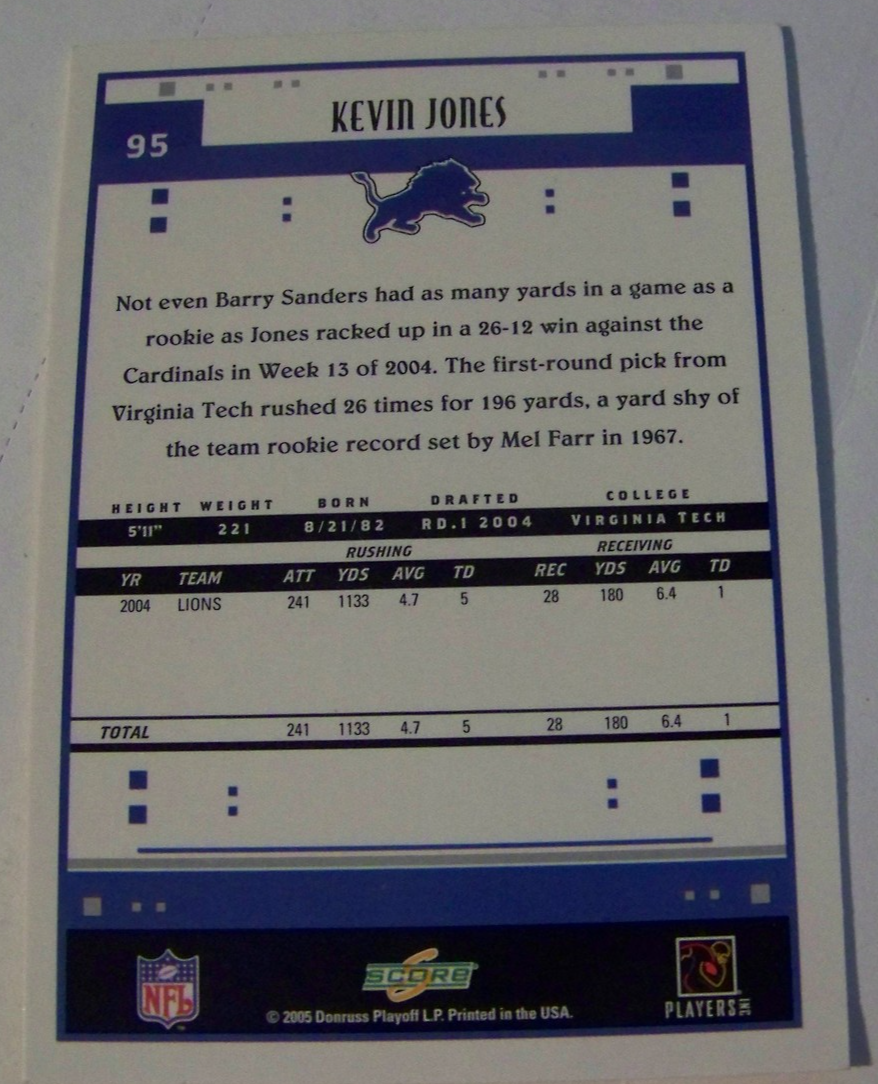 KEVIN JONES
95
Not even Barry Sanders had as many yards in a game as a
rookie as Jones racked up in a 26-12 win against the
Cardinals in Week 13 of 2004. The first-round pick from
Virginia Tech rushed 26 times for 196 yards, a yard shy of
the team rookie record set by Mel Farr in 1967.
HEIGHT WEIGHT BORN DRAFTED COLLEGE
5'11" 221 8/21/82 RD.1 2004 VIRGINIA TECH
RUSHING RECEIVING
YR TEAM ATT YDS AVG TD REC YDS AVG TD
2004 LIONS 241 1133 4.7 5 28 180 6.4 1
TOTAL 241 1133 4.7 5 28 180 6.4 1
NFL
SCORE
PLAYERS INC
© 2005 Donruss Playoff L.P. Printed in the USA.